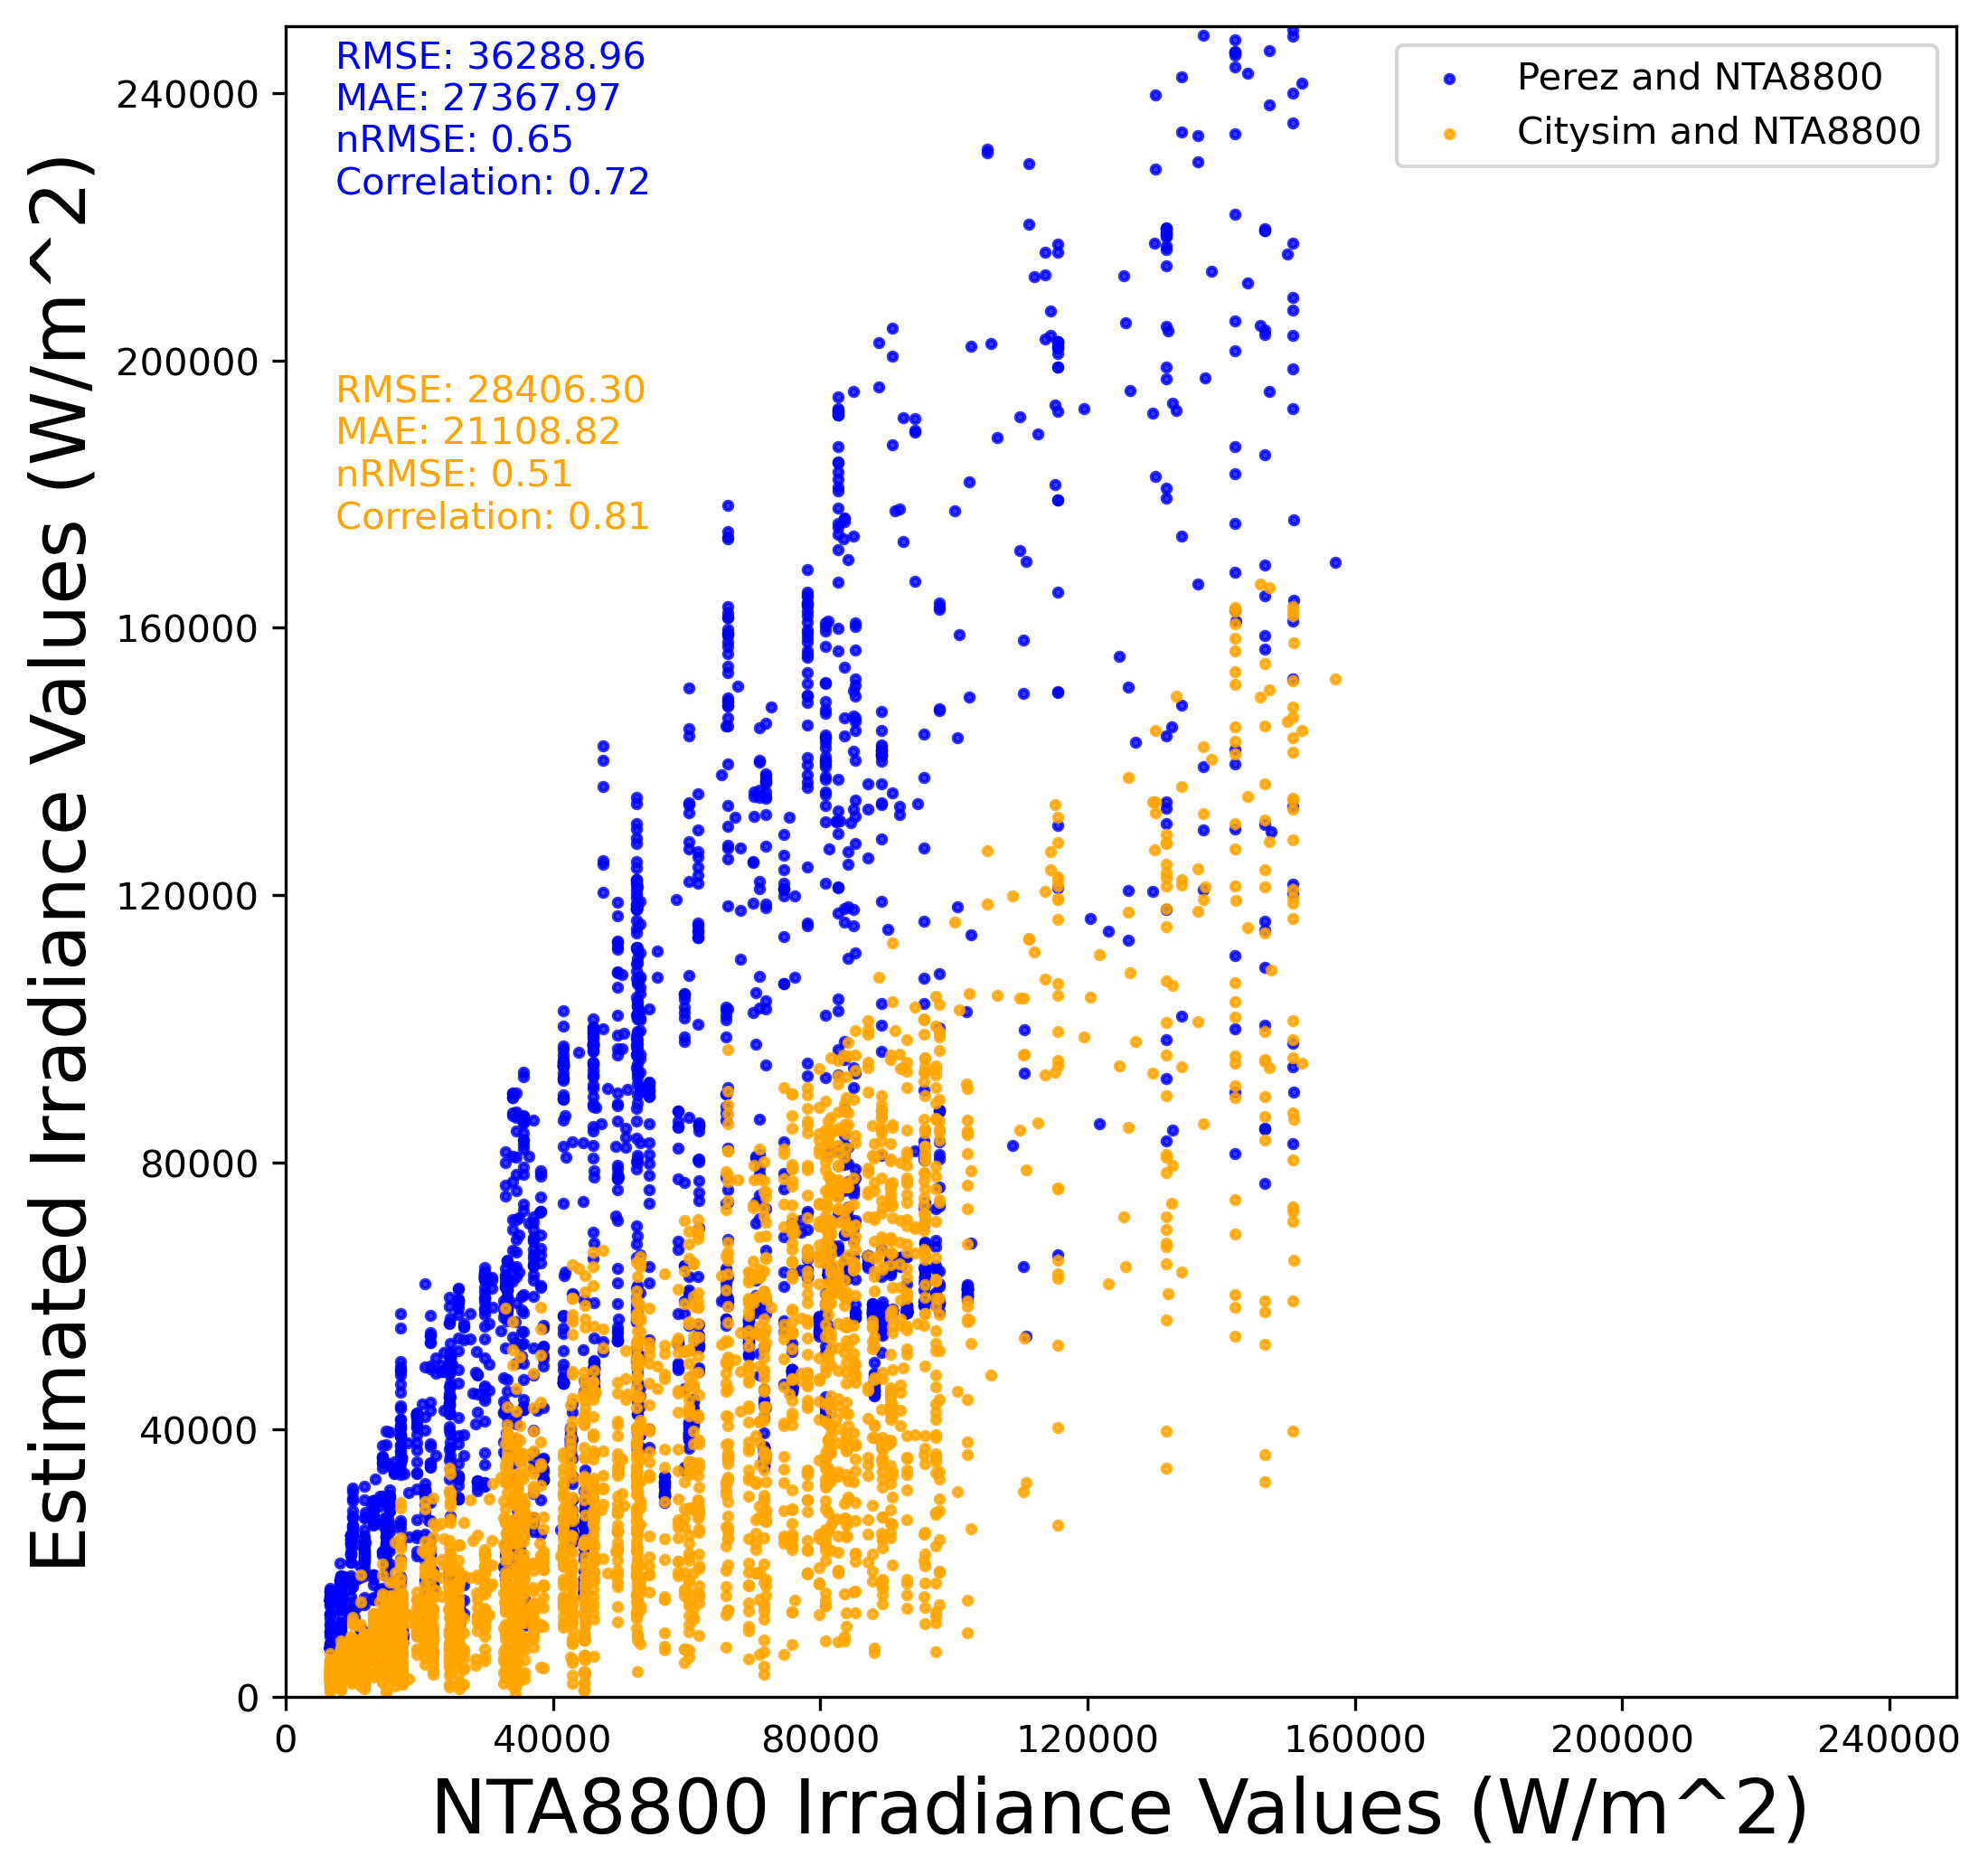 RMSE: 36288.96
MAE: 27367.97
nRMSE: 0.65
Correlation: 0.72
RMSE: 28406.30
MAE: 21108.82
nRMSE: 0.51
Correlation: 0.81
Perez and NTA8800
Citysim and NTA8800
Estimated Irradiance Values (W/m^2)
240000
200000
160000
120000
80000
40000
0
0 40000 80000 120000 160000 200000 240000
NTA8800 Irradiance Values (W/m^2)